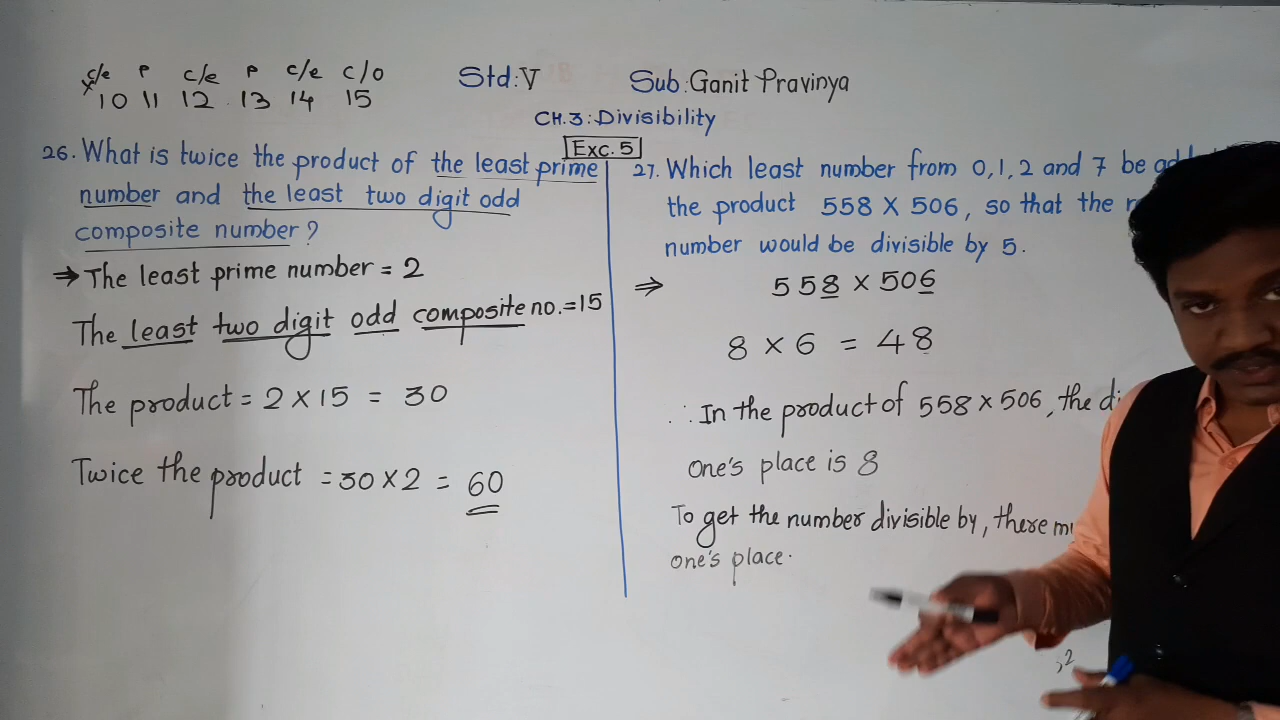 c/e P c/e P c/e c/o
10 11 12 13 14 15
Std:V Sub:Ganit Pravinya
CH.3:Divisibility
Exc. 5
26. What is twice the product of the least prime
number and the least two digit odd
composite number?
⇒ The least prime number = 2
The least two digit odd composite no.=15
The product = 2 × 15 = 30
Twice the product = 30 × 2 = 60
27. Which least number from 0,1,2 and 7 be
the product 558 × 506, so that the
number would be divisible by 5.
⇒ 558 × 506
8 × 6 = 48
∴ In the product of 558 × 506, the
one's place is 8
To get the number divisible by, there
one's place.
,2